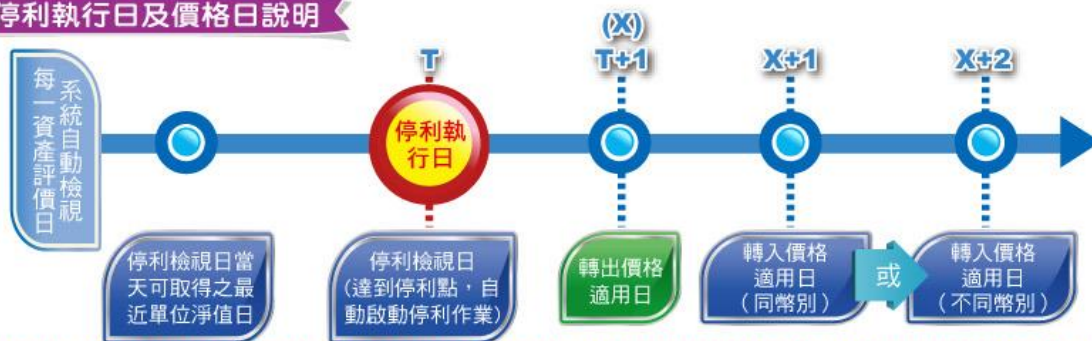 停利執行日及價格日說明
(X)
T
T+1
X+1
X+2
系統自動檢視
每一資產評價日
停利執
行日
停利檢視日當
天可取得之最
近單位淨值日
停利檢視日
(達到停利點，自
動啟動停利作業)
轉出價格
適用日
轉入價格
適用日
(同幣別)
或
轉入價格
適用日
(不同幣別)